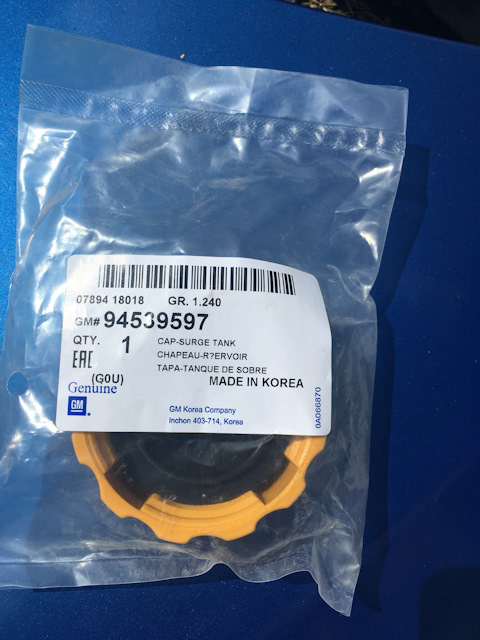 07894 18018 GR. 1.240
GM# 94539597
QTY. 1 CAP-SURGE TANK
CHAPEAU-R?ERVOIR
EAC TAPA-TANQUE DE SOBRE
(G0U) MADE IN KOREA
Genuine
GM.
GM Korea Company
Inchon 403-714, Korea
0A066870